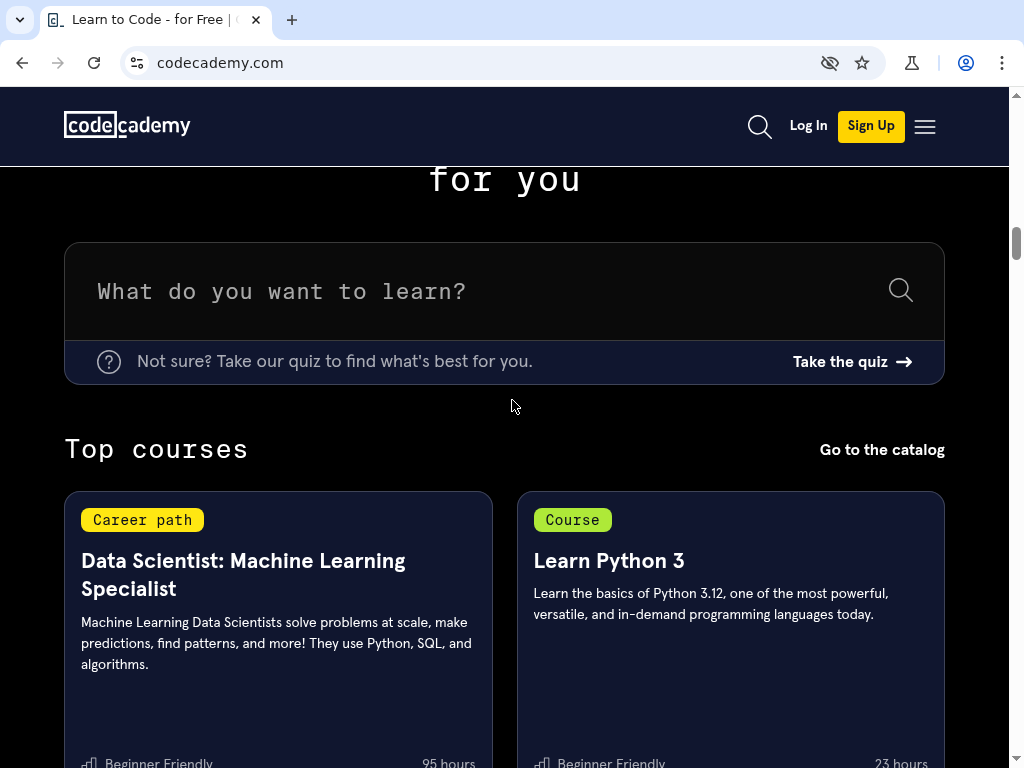 Learn to Code - for Free |
codecademy.com
codecademy
Log In
Sign Up
for you
What do you want to learn?
Not sure? Take our quiz to find what's best for you.
Take the quiz
Top courses
Go to the catalog
Career path
Data Scientist: Machine Learning
Specialist
Machine Learning Data Scientists solve problems at scale, make
predictions, find patterns, and more! They use Python, SQL, and
algorithms.
Beginner Friendly
95 hours
Course
Learn Python 3
Learn the basics of Python 3.12, one of the most powerful,
versatile, and in-demand programming languages today.
Beginner Friendly
23 hours